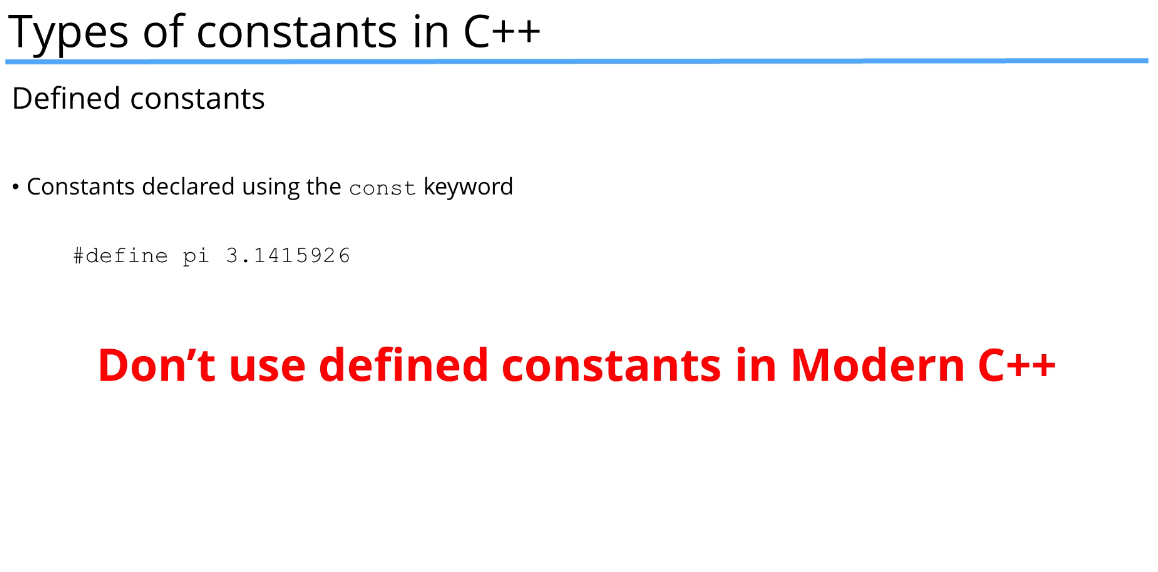 Types of constants in C++
Defined constants
• Constants declared using the const keyword
#define pi 3.1415926
Don’t use defined constants in Modern C++